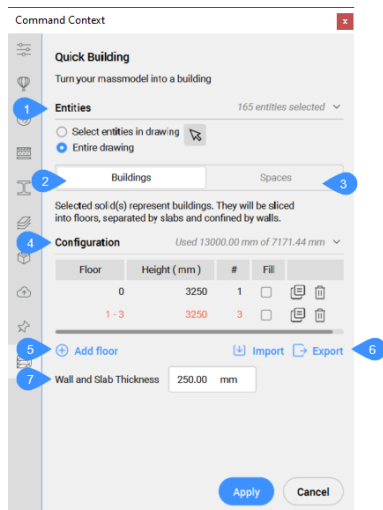 Command Context
x
Quick Building
Turn your massmodel into a building
1
Entities
165 entities selected
Select entities in drawing
Entire drawing
2
Buildings
Spaces
3
Selected solid(s) represent buildings. They will be sliced
into floors, separated by slabs and confined by walls.
4
Configuration
Used 13000.00 mm of 7171.44 mm
Floor Height ( mm ) # Fill
0 3250 1
1 - 3 3250 3
5
Add floor
Import
Export
6
7
Wall and Slab Thickness
250.00 mm
Apply
Cancel